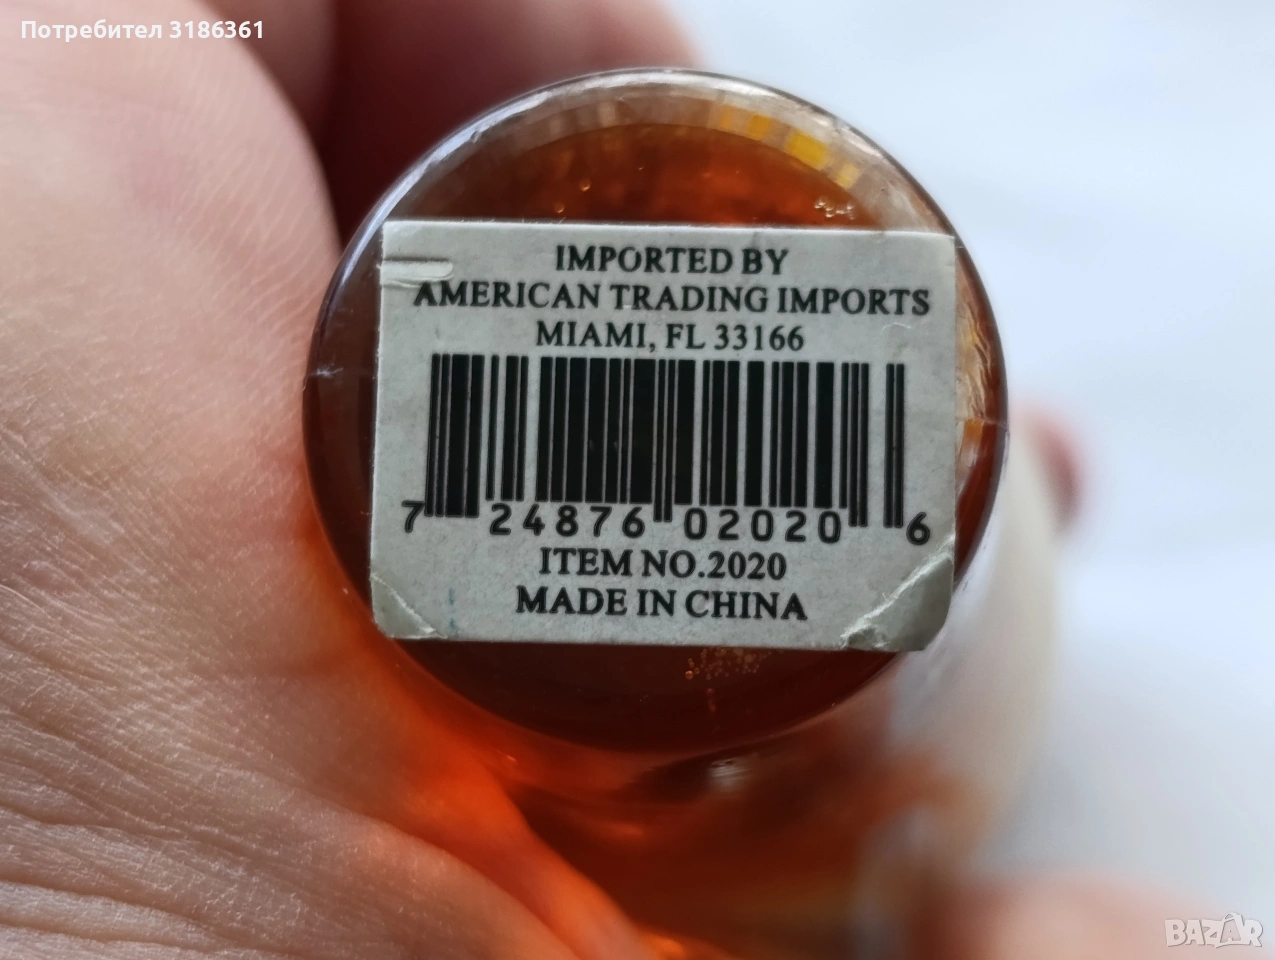 Потребител 3186361
IMPORTED BY
AMERICAN TRADING IMPORTS
MIAMI, FL 33166
7 24876 02020 6
ITEM NO.2020
MADE IN CHINA
BAZAR